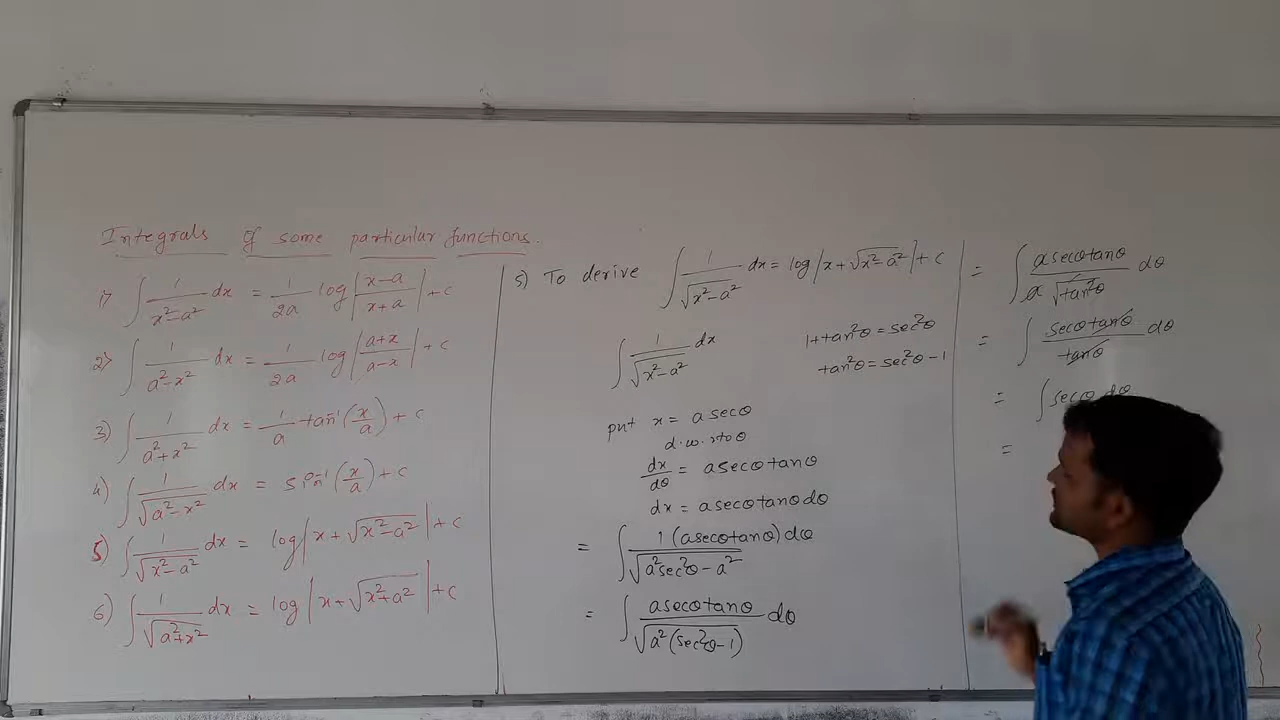 Integrals of some particular functions.
1) ∫ 1/(x²-a²) dx = 1/2a log |(x-a)/(x+a)| + c
2) ∫ 1/(a²-x²) dx = 1/2a log |(a+x)/(a-x)| + c
3) ∫ 1/(a²+x²) dx = 1/a tan⁻¹(x/a) + c
4) ∫ 1/√(a²-x²) dx = sin⁻¹(x/a) + c
5) ∫ 1/√(x²-a²) dx = log |x+√(x²-a²)| + c
6) ∫ 1/√(a²+x²) dx = log |x+√(x²+a²)| + c
5) To derive ∫ 1/√(x²-a²) dx = log |x+√(x²-a²)| + c
∫ 1/√(x²-a²) dx
1+tan²θ = sec²θ
tan²θ = sec²θ-1
put x = a secθ
d.w.r.to θ
dx/dθ = a secθ tanθ
dx = a secθ tanθ dθ
= ∫ 1(a secθ tanθ) dθ/√(a²sec²θ-a²)
= ∫ a secθ tanθ/√(a²(sec²θ-1)) dθ
= ∫ a secθ tanθ/a√(tan²θ) dθ
= ∫ secθ tanθ/tanθ dθ
= ∫ secθ dθ
=